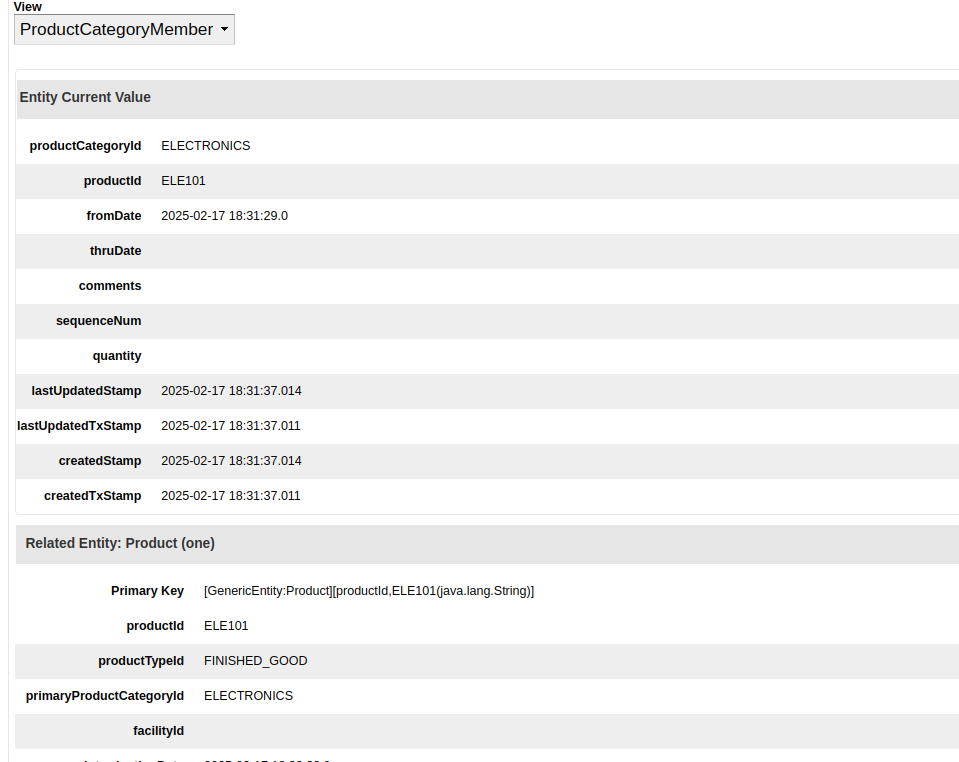 View
ProductCategoryMember
Entity Current Value
productCategoryId ELECTRONICS
productId ELE101
fromDate 2025-02-17 18:31:29.0
thruDate
comments
sequenceNum
quantity
lastUpdatedStamp 2025-02-17 18:31:37.014
lastUpdatedTxStamp 2025-02-17 18:31:37.011
createdStamp 2025-02-17 18:31:37.014
createdTxStamp 2025-02-17 18:31:37.011
Related Entity: Product (one)
Primary Key [GenericEntity:Product][productId,ELE101(java.lang.String)]
productId ELE101
productTypeId FINISHED_GOOD
primaryProductCategoryId ELECTRONICS
facilityId